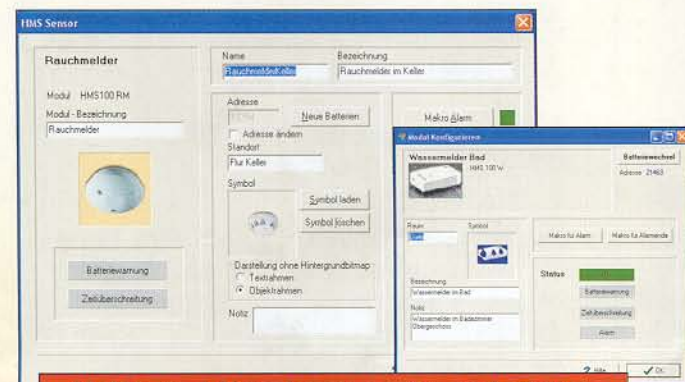 HMS Sensor
Rauchmelder
Modul HMS100 RM
Modul - Bezeichnung
Rauchmelder
Batteriewarnung
Zeitüberschreitung
Name
RauchmelderKeller
Bezeichnung
Rauchmelder im Keller
Adresse
Neue Batterien
Adresse ändern
Standort
Flur Keller
Symbol
Symbol laden
Symbol löschen
Darstellung ohne Hintergrundbitmap
Textrahmen
Objektrahmen
Notiz
Makro Alarm
Modul Konfigurieren
Wassermelder Bad
HMS 100 W
Batteriewechsel
Adresse 21463
Raum
Symbol
Bezeichnung
Wassermelder im Bad
Notiz
Wassermelder im Badezimmer
Obergeschoss
Makro für Alarm
Makro für Alarmende
Status
Batteriewarnung
Zeitüberschreitung
Alarm
? Hilfe
OK